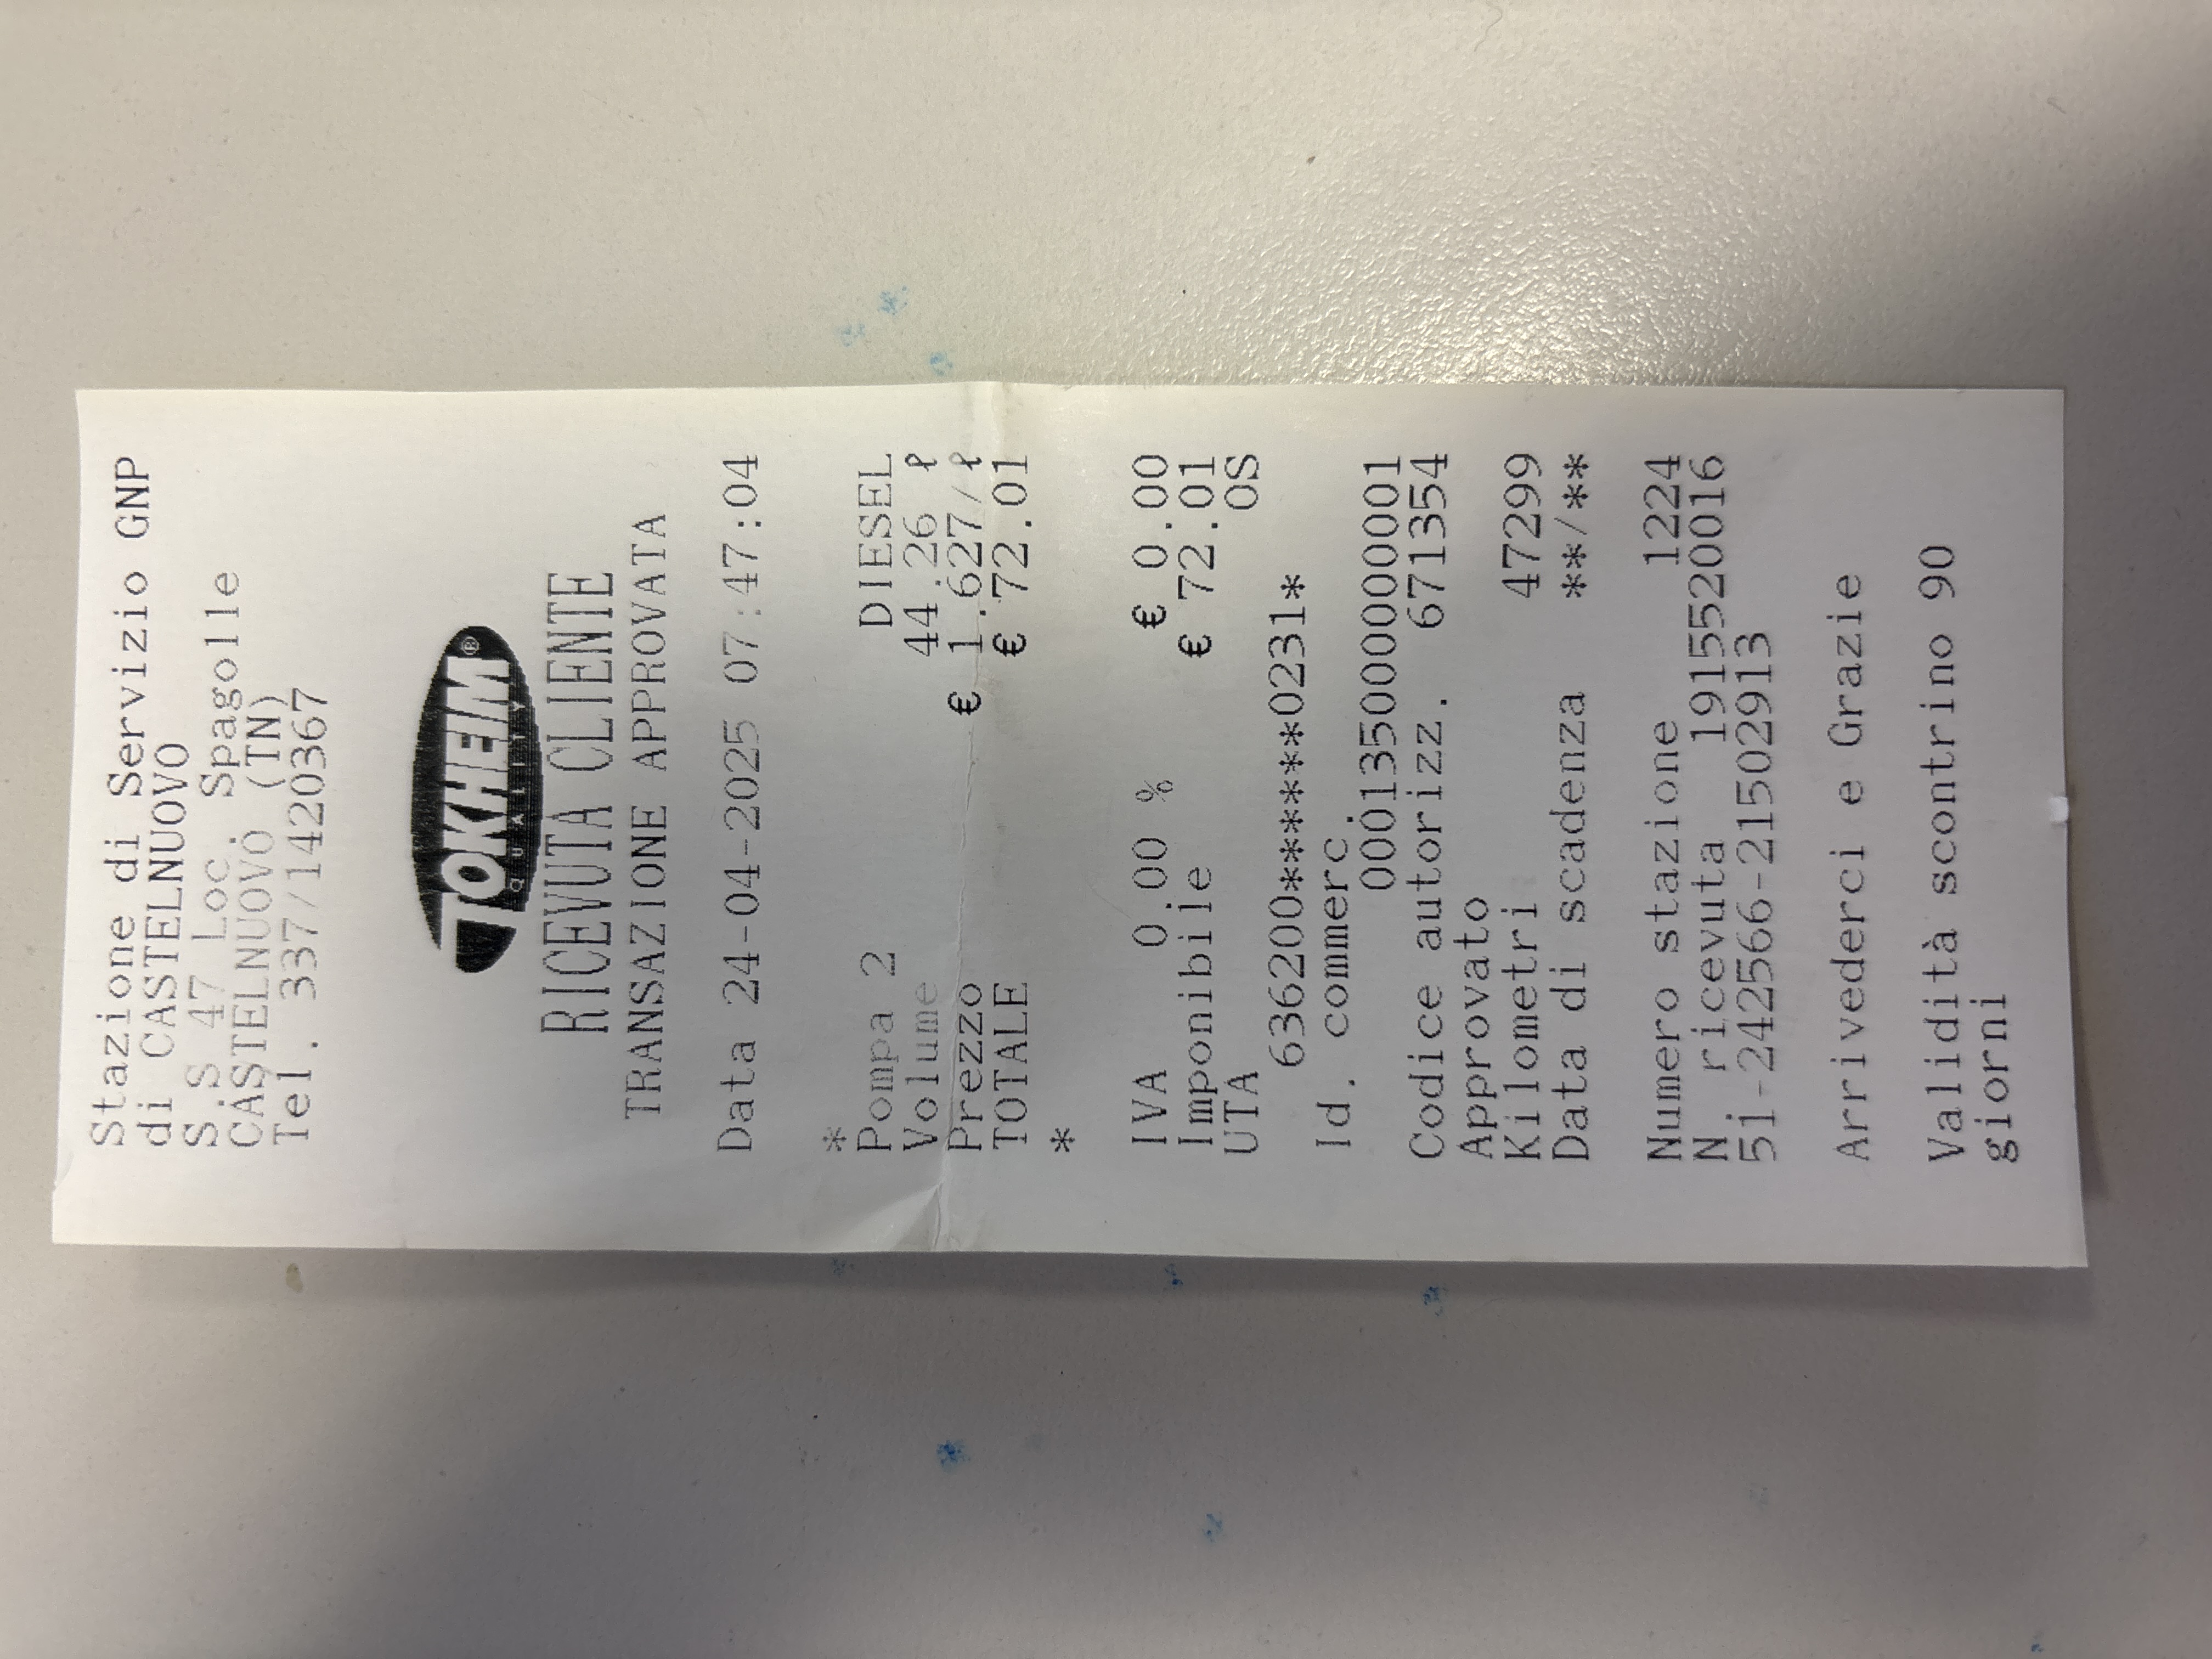 Stazione di Servizio GNP
di CASTELNUOVO
S.S 47 Loc. Spagolle
CASTELNUOVO (TN)
Tel. 337/1420367
TOKHEIM®
QUALITY
RICEVUTA CLIENTE
TRANSAZIONE APPROVATA
Data 24-04-2025 07:47:04
*
Pompa 2 DIESEL
Volume 44.26 ℓ
Prezzo € 1.627/ℓ
TOTALE € 72.01
*
IVA 0.00 % € 0.00
Imponibile € 72.01
UTA OS
636200******0231*
Id. commerc.
000135000000001
Codice autorizz. 671354
Approvato
Kilometri 47299
Data di scadenza **/**
Numero stazione 1224
N. ricevuta 1915520016
51-242566-21502913
Arrivederci e Grazie
Validità scontrino 90
giorni